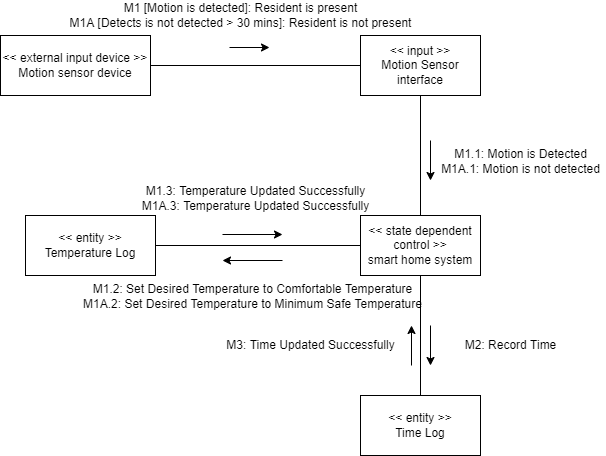 M1 [Motion is detected]: Resident is present
M1A [Detects is not detected > 30 mins]: Resident is not present
<< external input device >>
Motion sensor device
<< input >>
Motion Sensor
interface
M1.1: Motion is Detected
M1A.1: Motion is not detected
M1.3: Temperature Updated Successfully
M1A.3: Temperature Updated Successfully
<< entity >>
Temperature Log
<< state dependent
control >>
smart home system
M1.2: Set Desired Temperature to Comfortable Temperature
M1A.2: Set Desired Temperature to Minimum Safe Temperature
M3: Time Updated Successfully
M2: Record Time
<< entity >>
Time Log